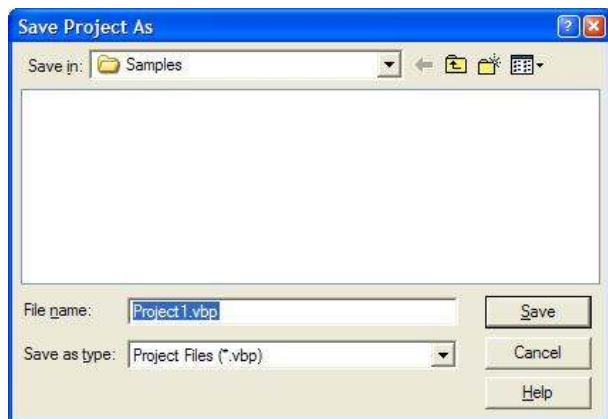 Save Project As
Save in: Samples
File name: Project1.vbp Save
Save as type: Project Files (*.vbp) Cancel
Help